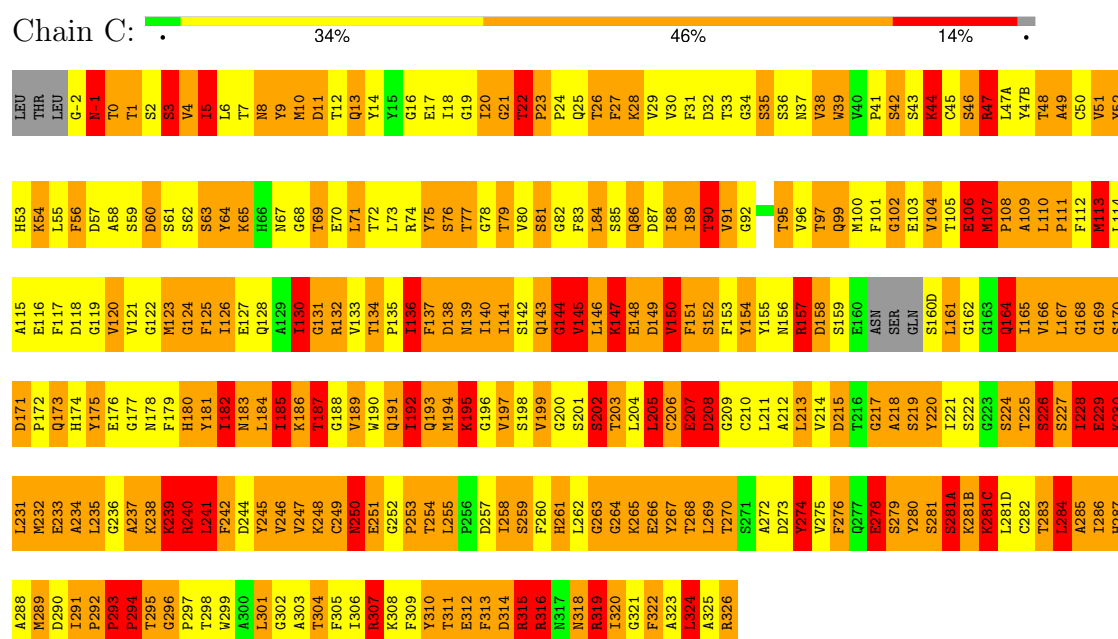 Chain C:
34% 46% 14%
LEU THR LEU G-2 N-1 T0 T1 S2 S3 V4 I5 L6 T7 N8 Y9 M10 D11 T12 Q13 Y14 Y15 G16 E17 I18 G19 I20 G21 T22 P23 P24 Q25 T26 F27 K28 V29 V30 F31 D32 T33 G34 S35 S36 N37 V38 W39 V40 P41 S42 S43 K44 C45 S46 R47 L47A Y47B T48 A49 C50 V51 Y52
H53 K54 L55 F56 D57 A58 S59 D60 S61 S62 S63 Y64 K65 H66 N67 G68 T69 E70 L71 T72 L73 R74 Y75 S76 T77 G78 T79 V80 S81 G82 F83 L84 S85 Q86 D87 I88 I89 T90 V91 G92 T95 V96 T97 Q99 M100 F101 G102 E103 V104 T105 E106 M107 P108 A109 L110 P111 F112 M113 L114
A115 E116 F117 D118 G119 V120 V121 G122 M123 G124 F125 I126 E127 Q128 A129 I130 G131 R132 V133 T134 P135 I136 F137 D138 N139 I140 I141 S142 Q143 G144 V145 L146 K147 E148 D149 V150 F151 S152 F153 Y154 Y155 N156 R157 D158 S159 E160 ASN SER GLN S160D L161 G162 G163 Q164 I165 V166 L167 G168 G169 I170
D171 P172 Q173 H174 Y175 E176 G177 N178 F179 H180 Y181 I182 N183 L184 I185 K186 T187 G188 V189 W190 Q191 I192 Q193 M194 K195 G196 V197 S198 V199 G200 S201 S202 T203 L204 L205 C206 E207 D208 G209 C210 L211 A212 L213 V214 D215 T216 G217 A218 S219 Y220 I221 S222 G223 S224 T225 S226 S227 I228 E229 K230
L231 M232 E233 A234 L235 G236 A237 K238 K239 R240 L241 F242 D244 Y245 V246 V247 K248 C249 N250 E251 G252 P253 T254 L255 P256 D257 I258 S259 F260 H261 L262 G263 G264 K265 E266 Y267 T268 L269 T270 S271 A272 D273 Y274 V275 F276 Q277 E278 S279 Y280 S281 S281A K281B K281C L281D C282 T283 L284 A285 I286 H287
A288 M289 D290 I291 P292 P293 P294 T295 G296 P297 T298 W299 A300 L301 G302 A303 T304 F305 I306 R307 K308 F309 Y310 T311 E312 F313 D314 R315 R316 N317 N318 R319 I320 G321 F322 A323 L324 A325 R326